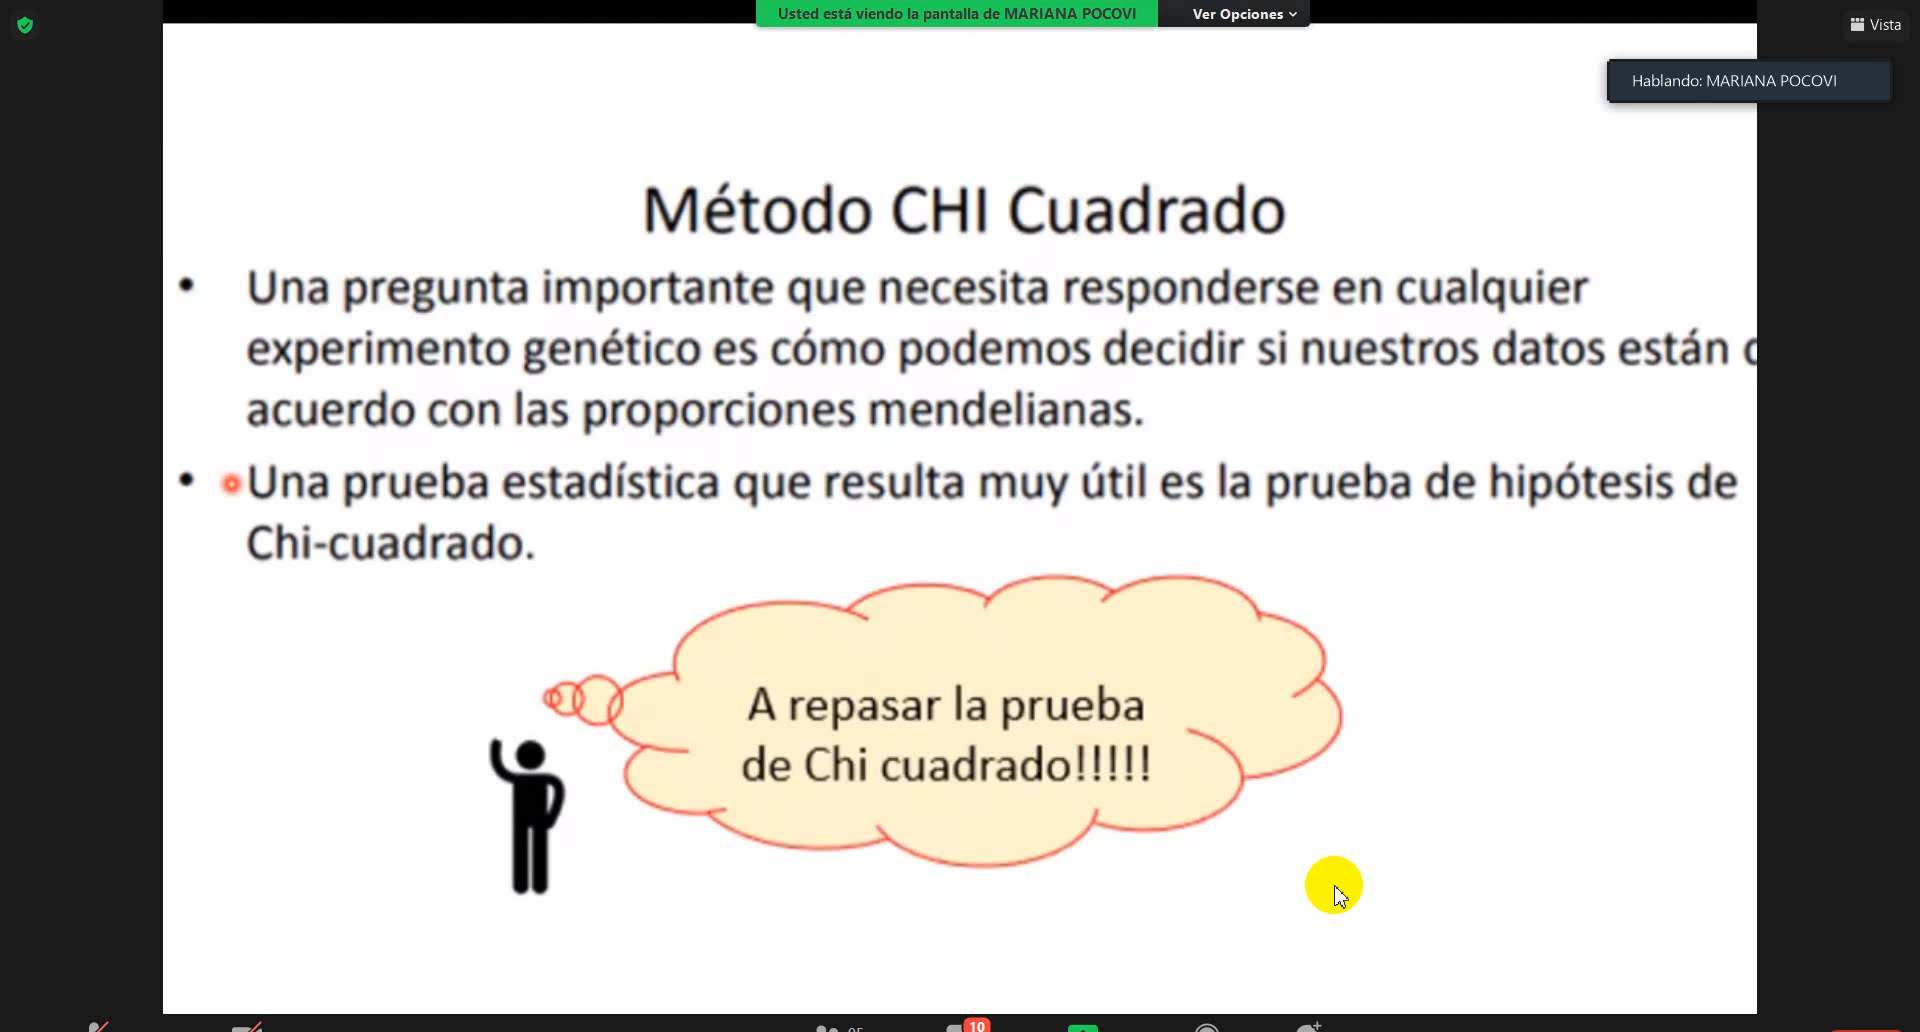 Usted está viendo la pantalla de MARIANA POCOVI
Ver Opciones
Vista
Hablando: MARIANA POCOVI
Método CHI Cuadrado
• Una pregunta importante que necesita responderse en cualquier
experimento genético es cómo podemos decidir si nuestros datos están
acuerdo con las proporciones mendelianas.
• Una prueba estadística que resulta muy útil es la prueba de hipótesis de
Chi-cuadrado.
A repasar la prueba
de Chi cuadrado!!!!!
10